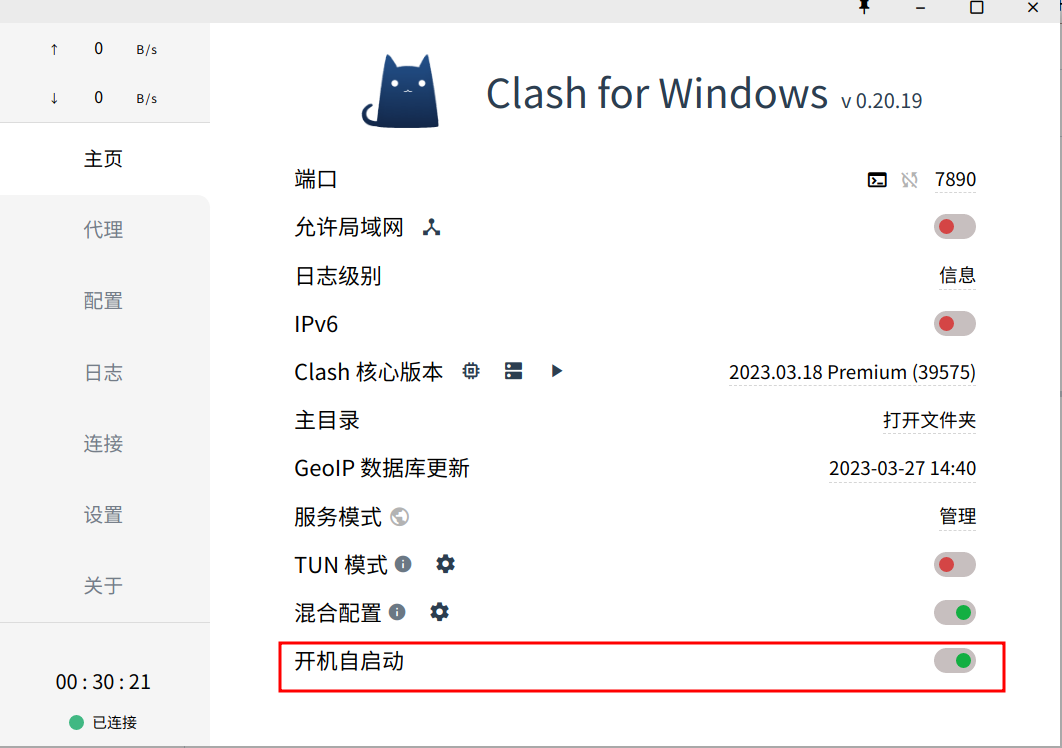 ↑ 0 B/s
↓ 0 B/s
主页
代理
配置
日志
连接
设置
关于
00 : 30 : 21
已连接
Clash for Windows v 0.20.19
端口 7890
允许局域网
日志级别 信息
IPv6
Clash 核心版本 2023.03.18 Premium (39575)
主目录 打开文件夹
GeoIP 数据库更新 2023-03-27 14:40
服务模式 管理
TUN 模式
混合配置
开机自启动